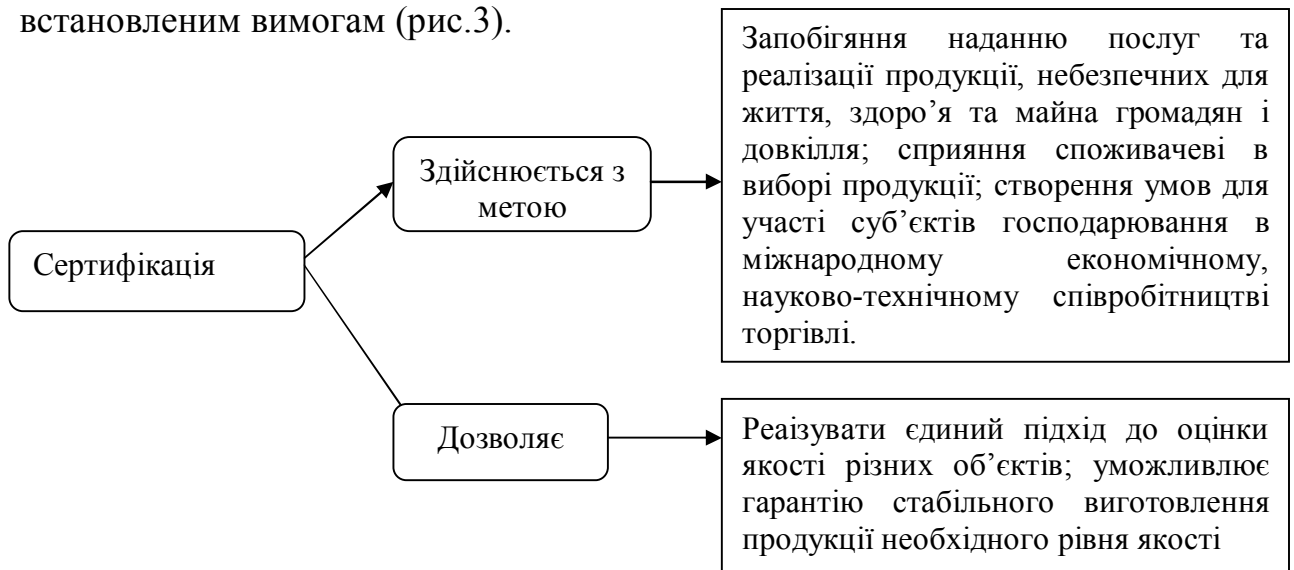 встановленим вимогам (рис.3).
Сертифікація
Здійснюється з
метою
Запобігяння наданню послуг та
реалізації продукції, небезпечних для
життя, здоро’я та майна громадян і
довкілля; сприяння споживачеві в
виборі продукції; створення умов для
участі суб’єктів господарювання в
міжнародному економічному,
науково-технічному співробітництві
торгівлі.
Дозволяє
Реаізувати єдиний підхід до оцінки
якості різних об’єктів; уможливлює
гарантію стабільного виготовлення
продукції необхідного рівня якості